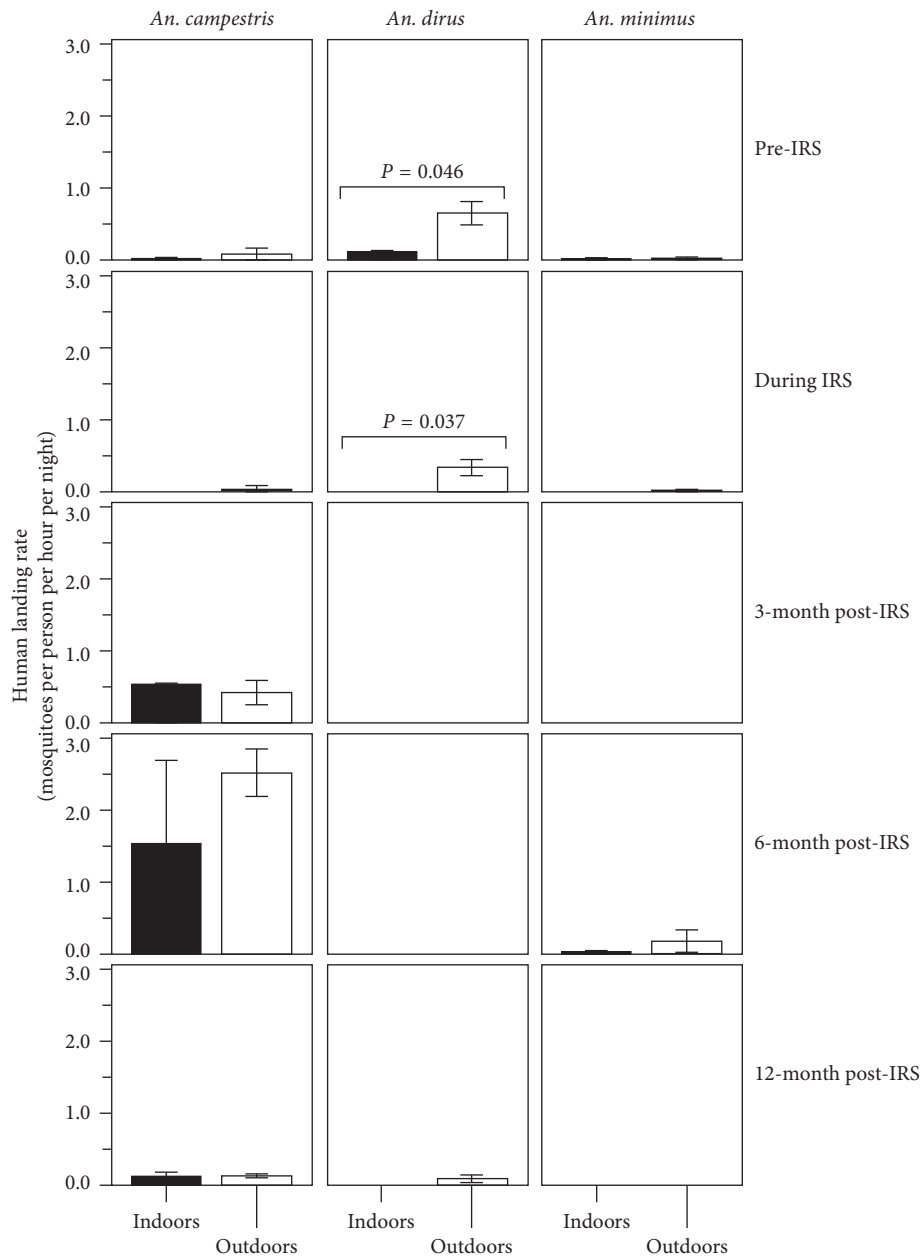 An. campestris
An. dirus
An. minimus
3.0
2.0
1.0
0.0
P = 0.046
Pre-IRS
3.0
2.0
1.0
0.0
P = 0.037
During IRS
3.0
2.0
1.0
0.0
3-month post-IRS
3.0
2.0
1.0
0.0
6-month post-IRS
3.0
2.0
1.0
0.0
12-month post-IRS
Human landing rate
(mosquitoes per person per hour per night)
Indoors
Outdoors
Indoors
Outdoors
Indoors
Outdoors